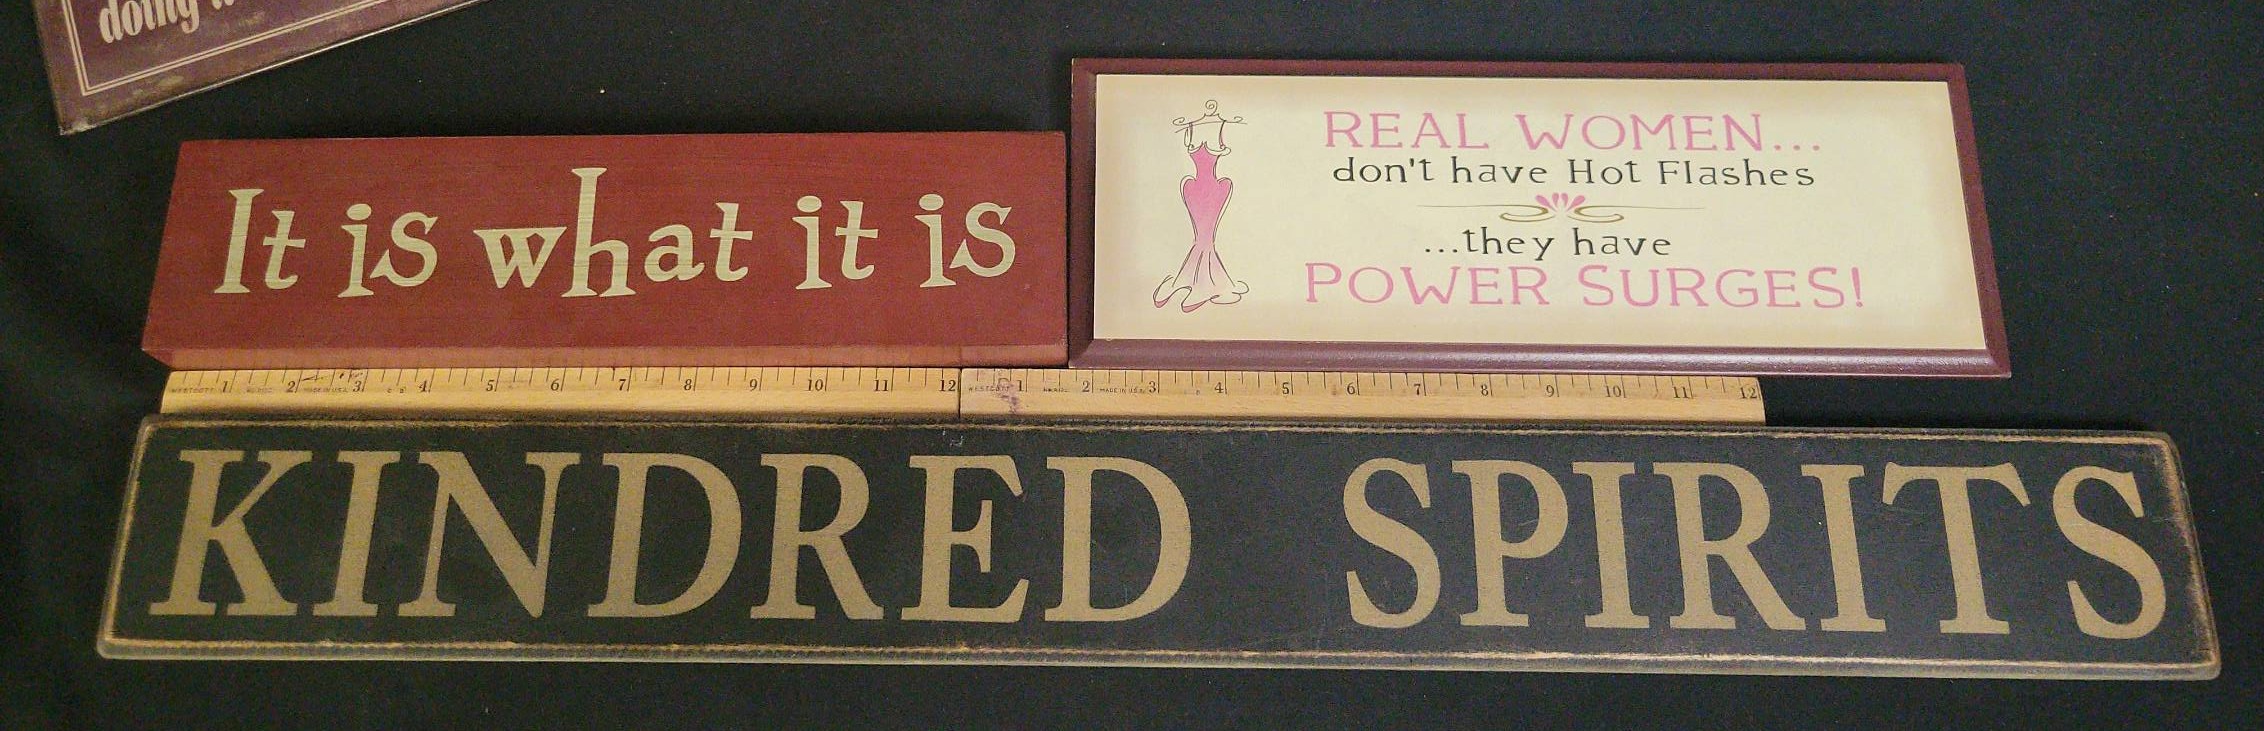 doing
It is what it is
REAL WOMEN...
don't have Hot Flashes
...they have
POWER SURGES!
WESTCOTT 1 2 MADE IN U.S.A. 3 4 5 6 7 8 9 10 11 12
WESTCOTT 1 2 MADE IN U.S.A. 3 4 5 6 7 8 9 10 11 12
KINDRED SPIRITS